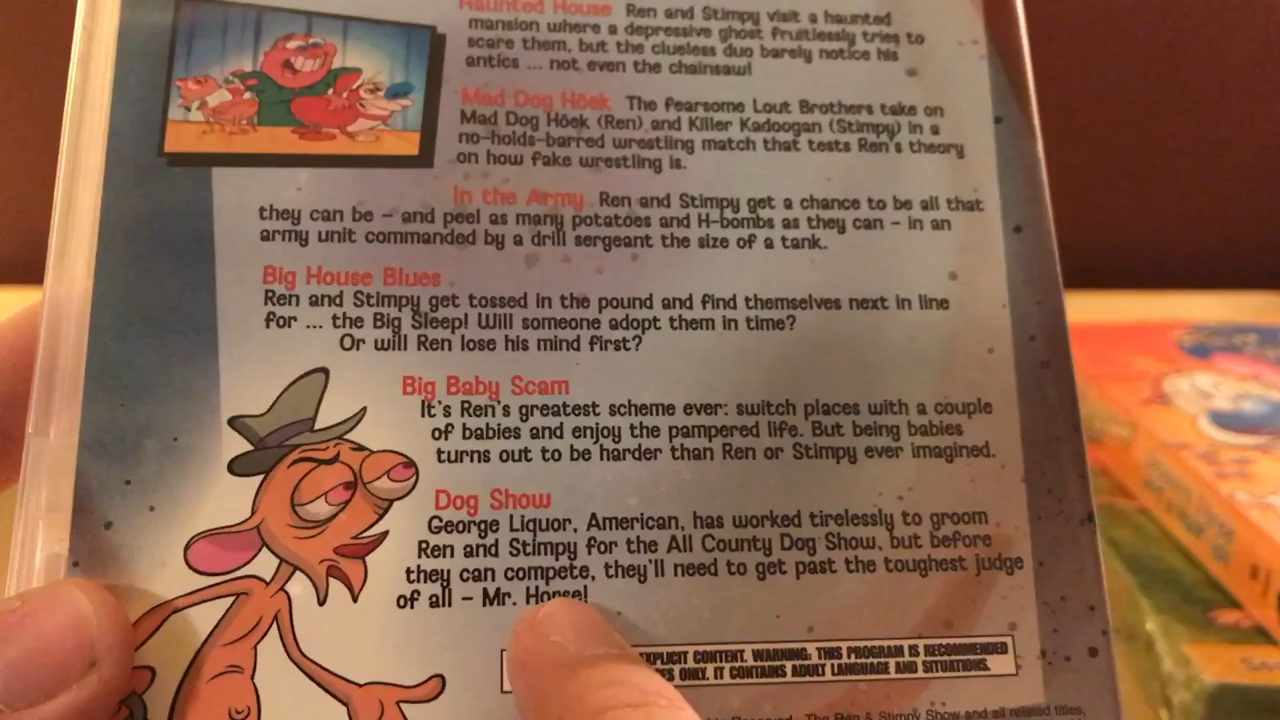 Haunted House Ren and Stimpy visit a haunted
mansion where a depressive ghost fruitlessly tries to
scare them, but the clueless duo barely notice his
antics ... not even the chainsaw!
Mad Dog Höek The fearsome Lout Brothers take on
Mad Dog Höek (Ren) and Killer Kadoogan (Stimpy) in a
no-holds-barred wrestling match that tests Ren's theory
on how fake wrestling is.
In the Army Ren and Stimpy get a chance to be all that
they can be – and peel as many potatoes and H-bombs as they can – in an
army unit commanded by a drill sergeant the size of a tank.
Big House Blues
Ren and Stimpy get tossed in the pound and find themselves next in line
for ... the Big Sleep! Will someone adopt them in time?
Or will Ren lose his mind first?
Big Baby Scam
It's Ren's greatest scheme ever: switch places with a couple
of babies and enjoy the pampered life. But being babies
turns out to be harder than Ren or Stimpy ever imagined.
Dog Show
George Liquor, American, has worked tirelessly to groom
Ren and Stimpy for the All County Dog Show, but before
they can compete, they'll need to get past the toughest judge
of all – Mr. Horse!
EXPLICIT CONTENT. WARNING: THIS PROGRAM IS RECOMMENDED
ONLY. IT CONTAINS ADULT LANGUAGE AND SITUATIONS.
Reserved. The Ren & Stimpy Show and all related titles,